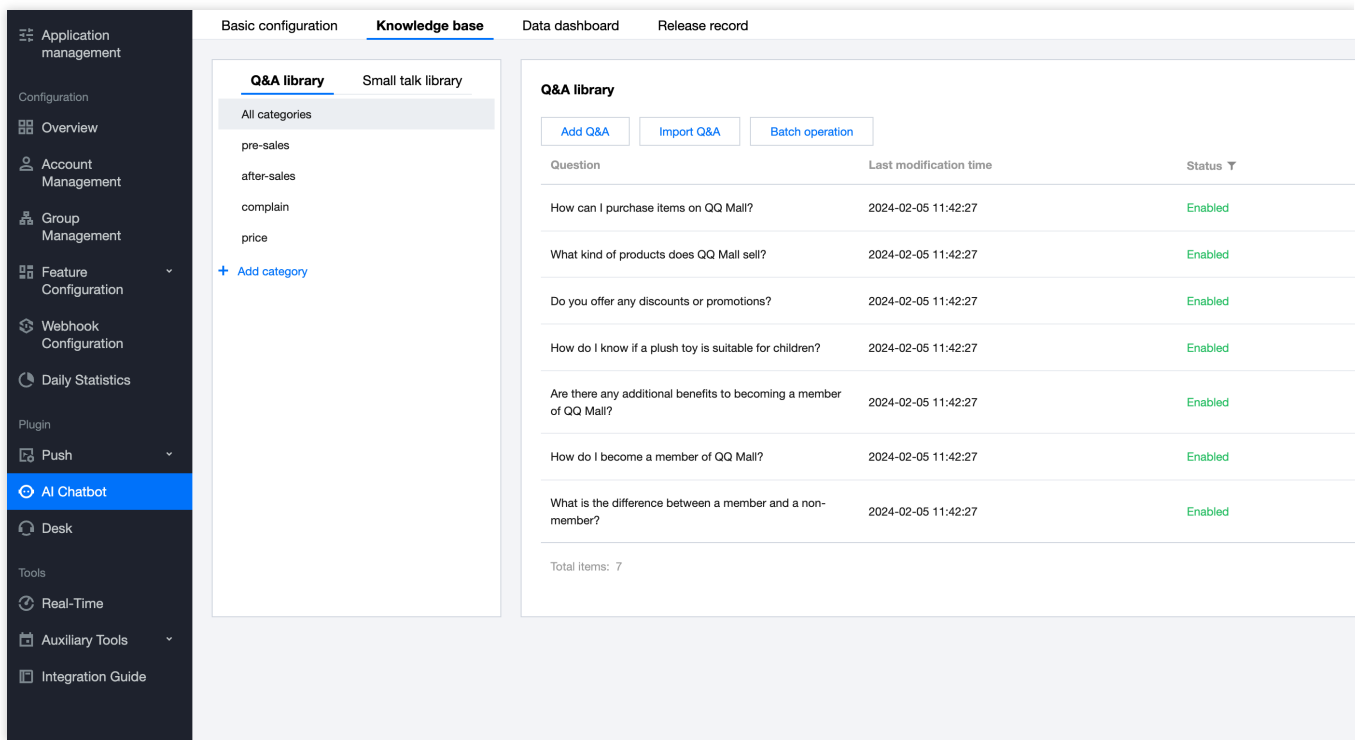 Application
management
Configuration
Overview
Account
Management
Group
Management
Feature
Configuration
Webhook
Configuration
Daily Statistics
Plugin
Push
AI Chatbot
Desk
Tools
Real-Time
Auxiliary Tools
Integration Guide
Basic configuration Knowledge base Data dashboard Release record
Q&A library Small talk library
All categories
pre-sales
after-sales
complain
price
+ Add category
Q&A library
Add Q&A Import Q&A Batch operation
Question Last modification time Status
How can I purchase items on QQ Mall? 2024-02-05 11:42:27 Enabled
What kind of products does QQ Mall sell? 2024-02-05 11:42:27 Enabled
Do you offer any discounts or promotions? 2024-02-05 11:42:27 Enabled
How do I know if a plush toy is suitable for children? 2024-02-05 11:42:27 Enabled
Are there any additional benefits to becoming a member
of QQ Mall? 2024-02-05 11:42:27 Enabled
How do I become a member of QQ Mall? 2024-02-05 11:42:27 Enabled
What is the difference between a member and a non-
member? 2024-02-05 11:42:27 Enabled
Total items: 7